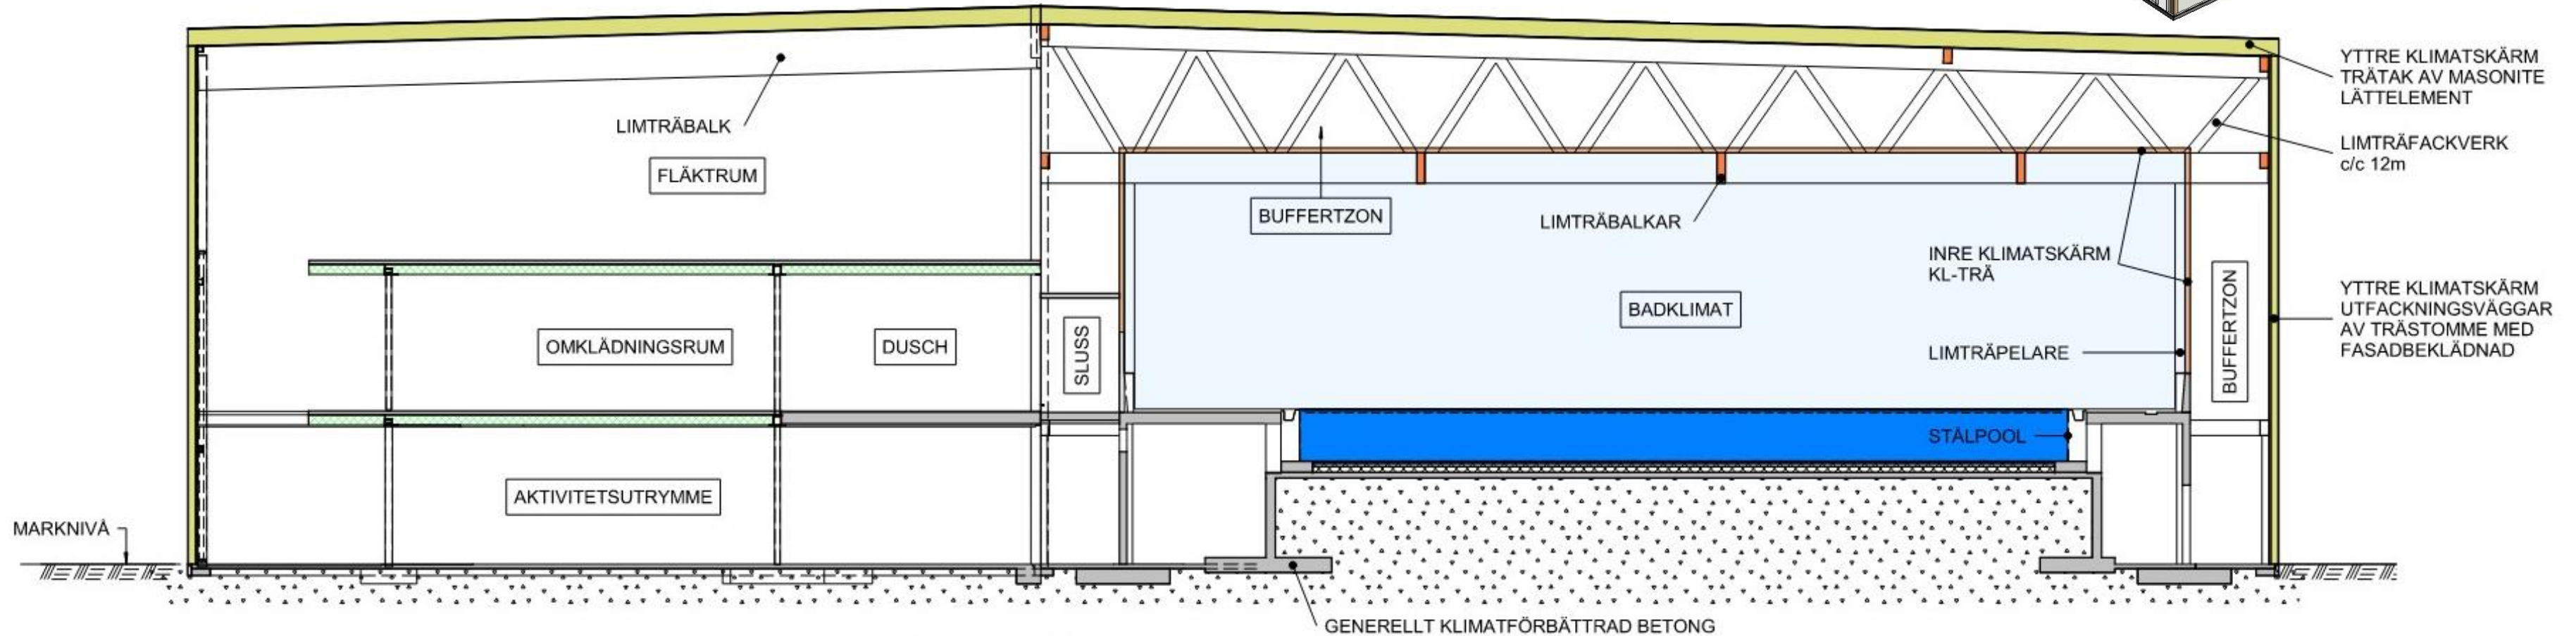 YTTRE KLIMATSKÄRM
TRÄTAK AV MASONITE
LÄTTELEMENT
LIMTRÄBALK
LIMTRÄFACKVERK
c/c 12m
FLÄKTRUM
BUFFERTZON
LIMTRÄBALKAR
INRE KLIMATSKÄRM
KL-TRÄ
BADKLIMAT
BUFFERTZON
YTTRE KLIMATSKÄRM
UTFACKNINGSVÄGGAR
AV TRÄSTOMME MED
FASADBEKLÄDNAD
OMKLÄDNINGSRUM
DUSCH
SLUSS
LIMTRÄPELARE
STÅLPOOL
AKTIVITETSUTRYMME
MARKNIVÅ
GENERELLT KLIMATFÖRBÄTTRAD BETONG